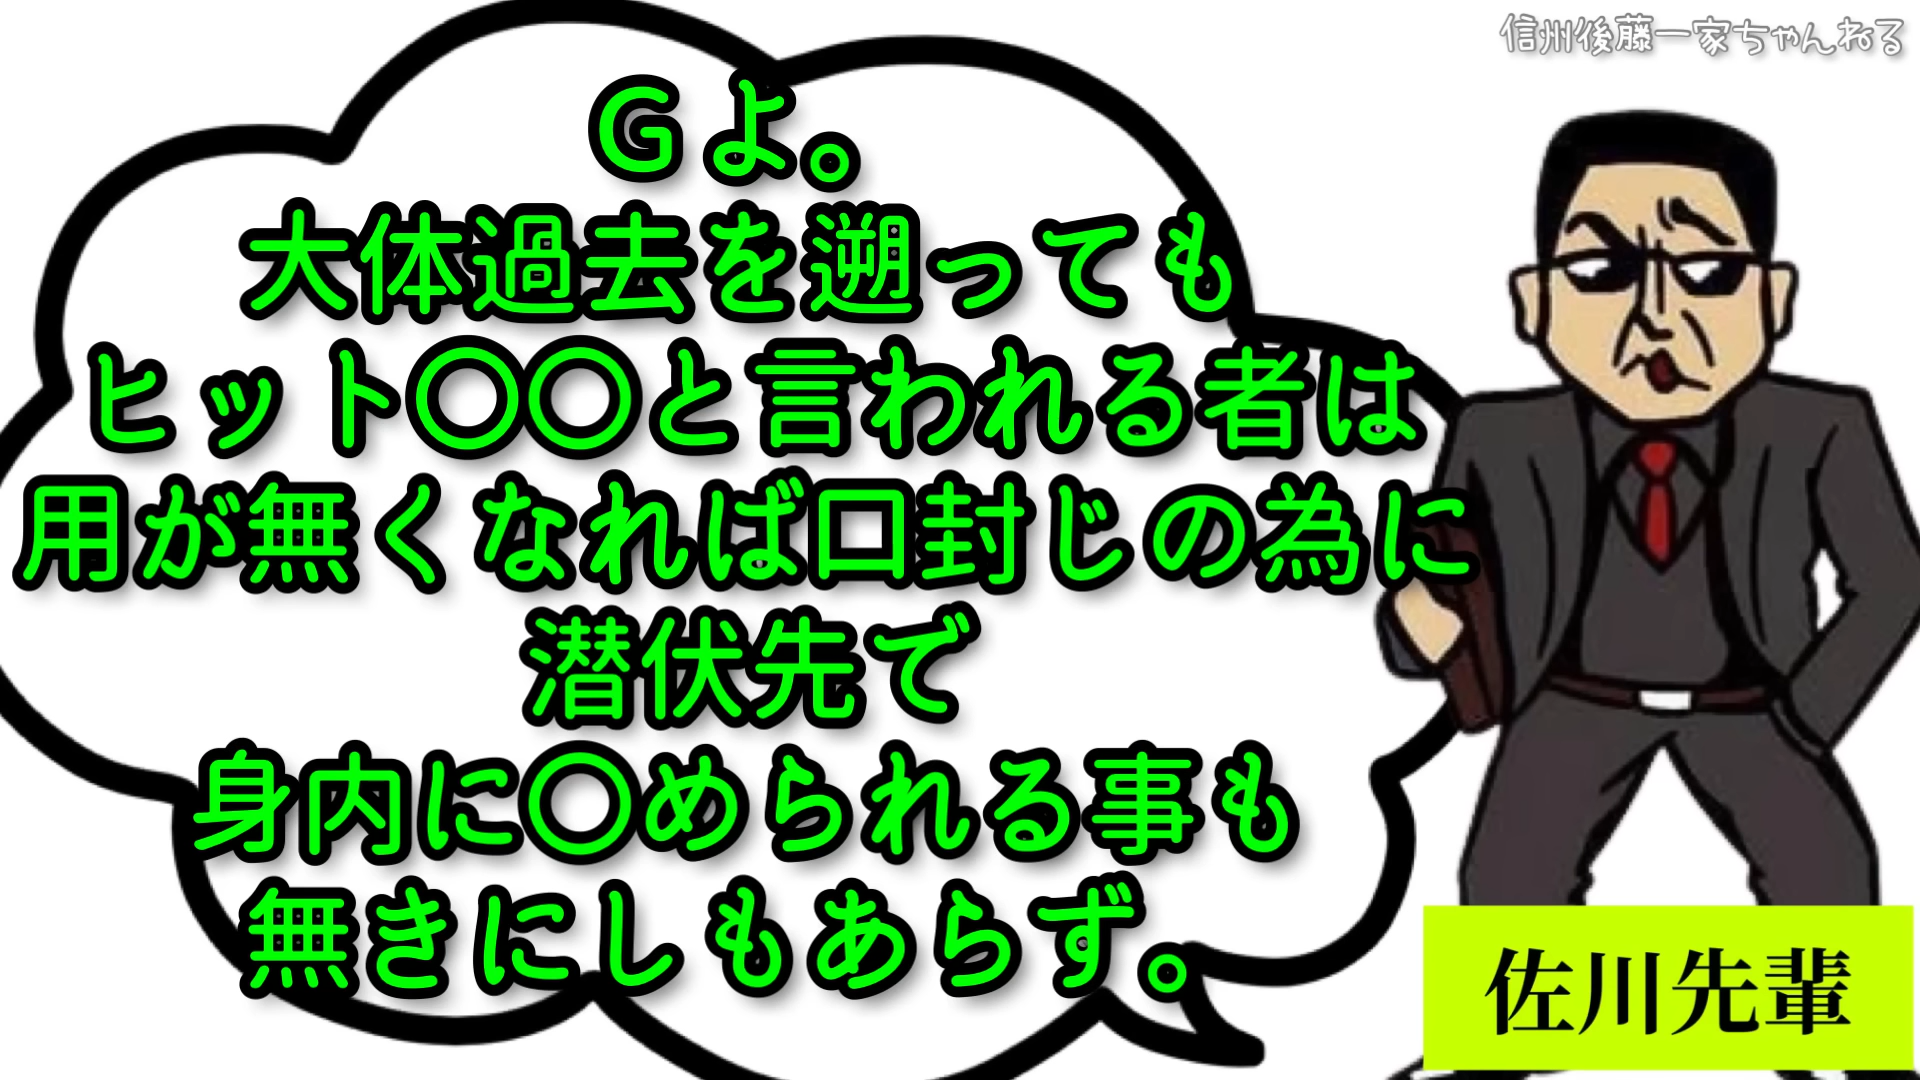 信州後藤一家ちゃんねる
Gよ。
大体過去を遡っても
ヒット〇〇と言われる者は
用が無くなれば口封じの為に
潜伏先で
身内に〇められる事も
無きにしもあらず。
佐川先輩